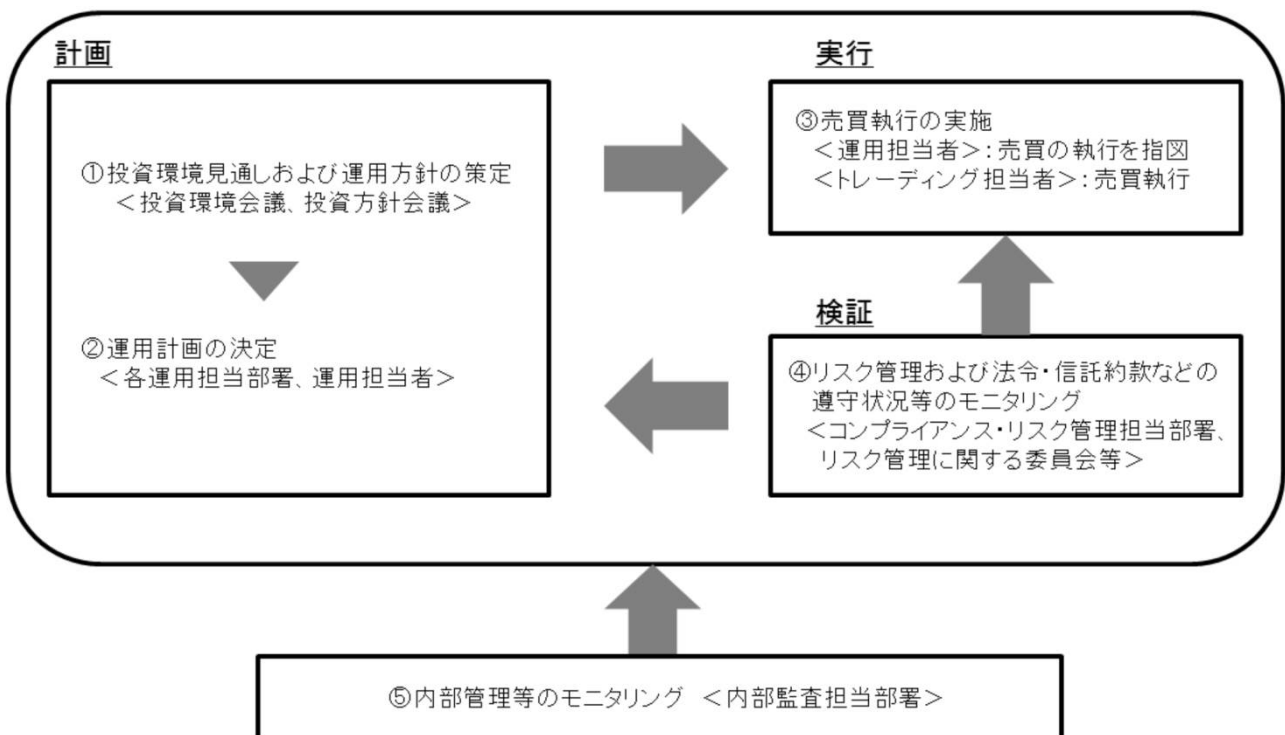 計画
①投資環境見通しおよび運用方針の策定
＜投資環境会議、投資方針会議＞
②運用計画の決定
＜各運用担当部署、運用担当者＞
実行
③売買執行の実施
＜運用担当者＞：売買の執行を指図
＜トレーディング担当者＞：売買執行
検証
④リスク管理および法令・信託約款などの
遵守状況等のモニタリング
＜コンプライアンス・リスク管理担当部署、
リスク管理に関する委員会等＞
⑤内部管理等のモニタリング ＜内部監査担当部署＞